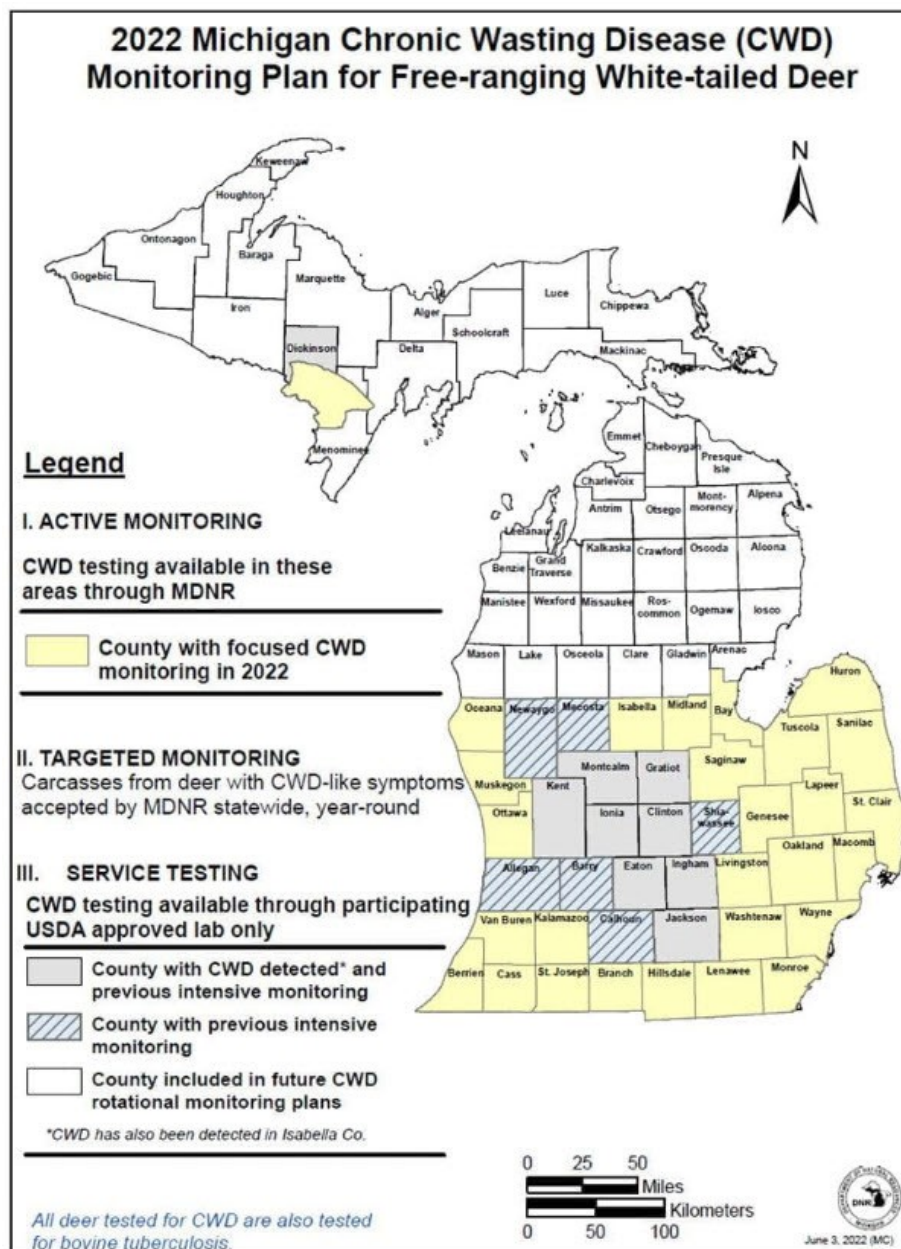 2022 Michigan Chronic Wasting Disease (CWD)
Monitoring Plan for Free-ranging White-tailed Deer
N
Keweenaw
Houghton
Ontonagon
Baraga
Gogebic
Marquette
Iron
Luce
Alger
Chippewa
Schoolcraft
Dickinson
Delta
Mackinac
Menominee
Emmet
Cheboygan
Presque
Isle
Charlevoix
Antrim
Otsego
Mont-
morency
Alpena
Leelanau
Kalkaska
Crawford
Oscoda
Alcona
Benzie
Grand
Traverse
Manistee
Wexford
Missaukee
Ros-
common
Ogemaw
Iosco
Mason
Lake
Osceola
Clare
Gladwin
Arenac
Huron
Oceana
Newaygo
Mecosta
Isabella
Midland
Bay
Tuscola
Sanilac
Montcalm
Gratiot
Saginaw
Muskegon
Kent
Lapeer
St. Clair
Ottawa
Ionia
Clinton
Shia-
wassee
Genesee
Oakland
Macomb
Allegan
Barry
Eaton
Ingham
Livingston
Van Buren
Kalamazoo
Calhoun
Jackson
Washtenaw
Wayne
Berrien
Cass
St. Joseph
Branch
Hillsdale
Lenawee
Monroe
Legend
I. ACTIVE MONITORING
CWD testing available in these
areas through MDNR
County with focused CWD
monitoring in 2022
II. TARGETED MONITORING
Carcasses from deer with CWD-like symptoms
accepted by MDNR statewide, year-round
III. SERVICE TESTING
CWD testing available through participating
USDA approved lab only
County with CWD detected* and
previous intensive monitoring
County with previous intensive
monitoring
County included in future CWD
rotational monitoring plans
*CWD has also been detected in Isabella Co.
All deer tested for CWD are also tested
for bovine tuberculosis.
0 25 50
Miles
Kilometers
0 50 100
DEPARTMENT OF NATURAL RESOURCES
DNR
MICHIGAN
June 3, 2022 (MC)